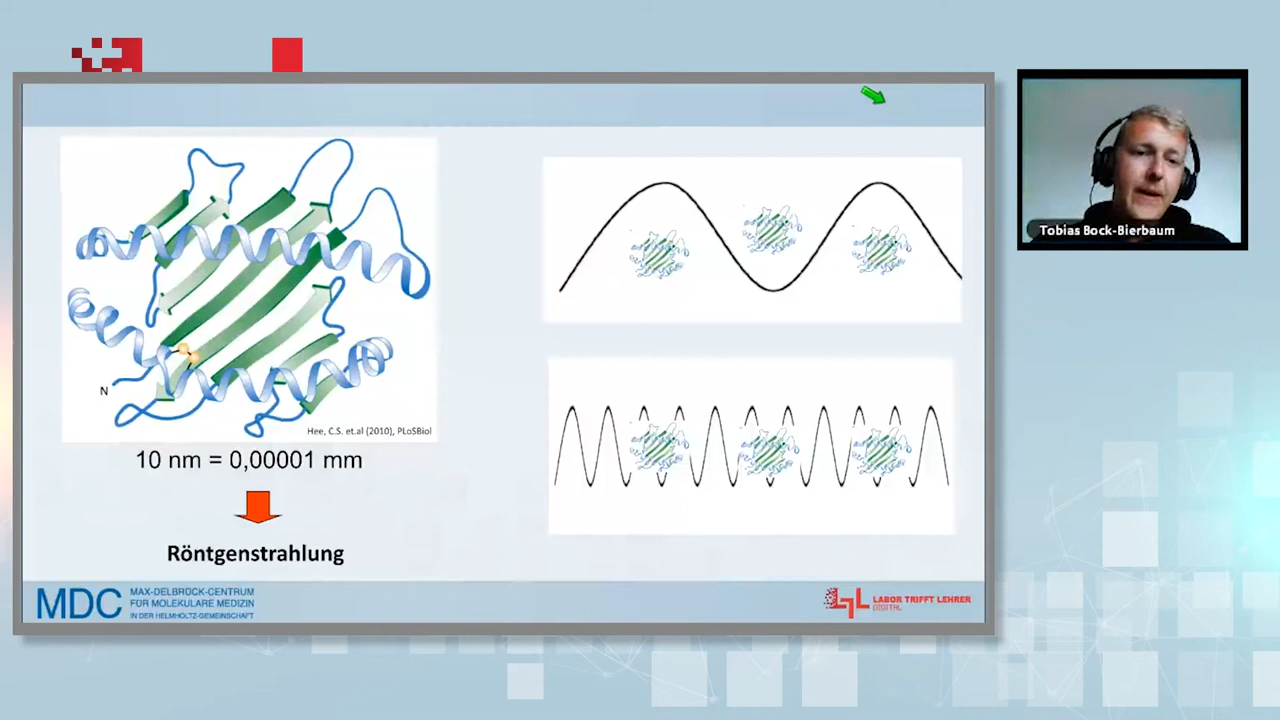 N
Hee, C.S. et.al (2010), PLoSBiol
10 nm = 0,00001 mm
Röntgenstrahlung
Tobias Bock-Bierbaum
MDC
MAX-DELBRÜCK-CENTRUM
FÜR MOLEKULARE MEDIZIN
IN DER HELMHOLTZ-GEMEINSCHAFT
LTL
LABOR TRIFFT LEHRER
DIGITAL